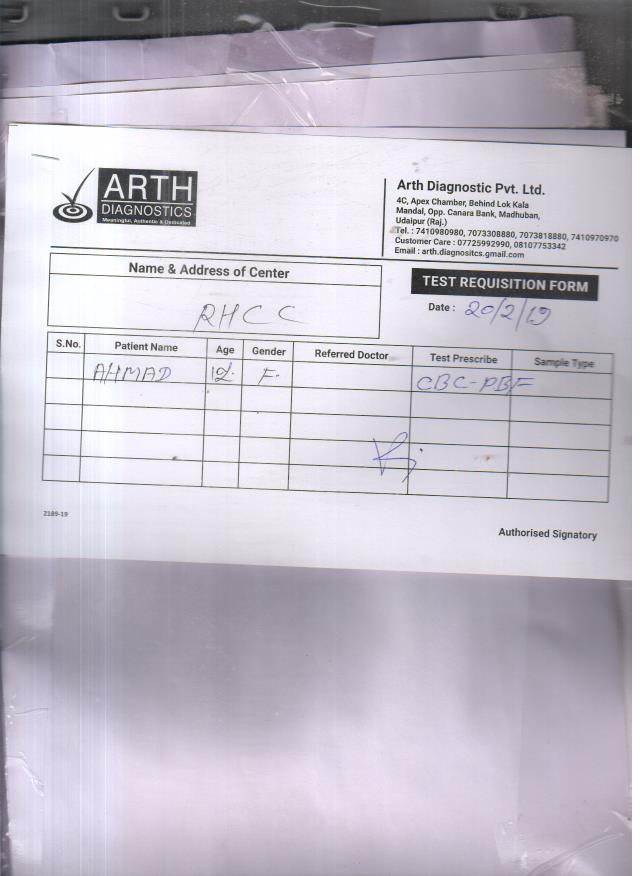 ARTH
DIAGNOSTICS
Meaningful, Authentic & Dedicated
Arth Diagnostic Pvt. Ltd.
4C, Apex Chamber, Behind Lok Kala
Mandal, Opp. Canara Bank, Madhuban,
Udaipur (Raj.)
Tel. : 7410980980, 7073308880, 7073818880, 7410970970
Customer Care : 07725992990, 08107753342
Email : arth.diagnositcs.gmail.com
Name & Address of Center
RHCC
TEST REQUISITION FORM
Date : 20/2/19
S.No. Patient Name Age Gender Referred Doctor Test Prescribe Sample Type
AHMAD F. CBC-PBF
2189-19
Authorised Signatory